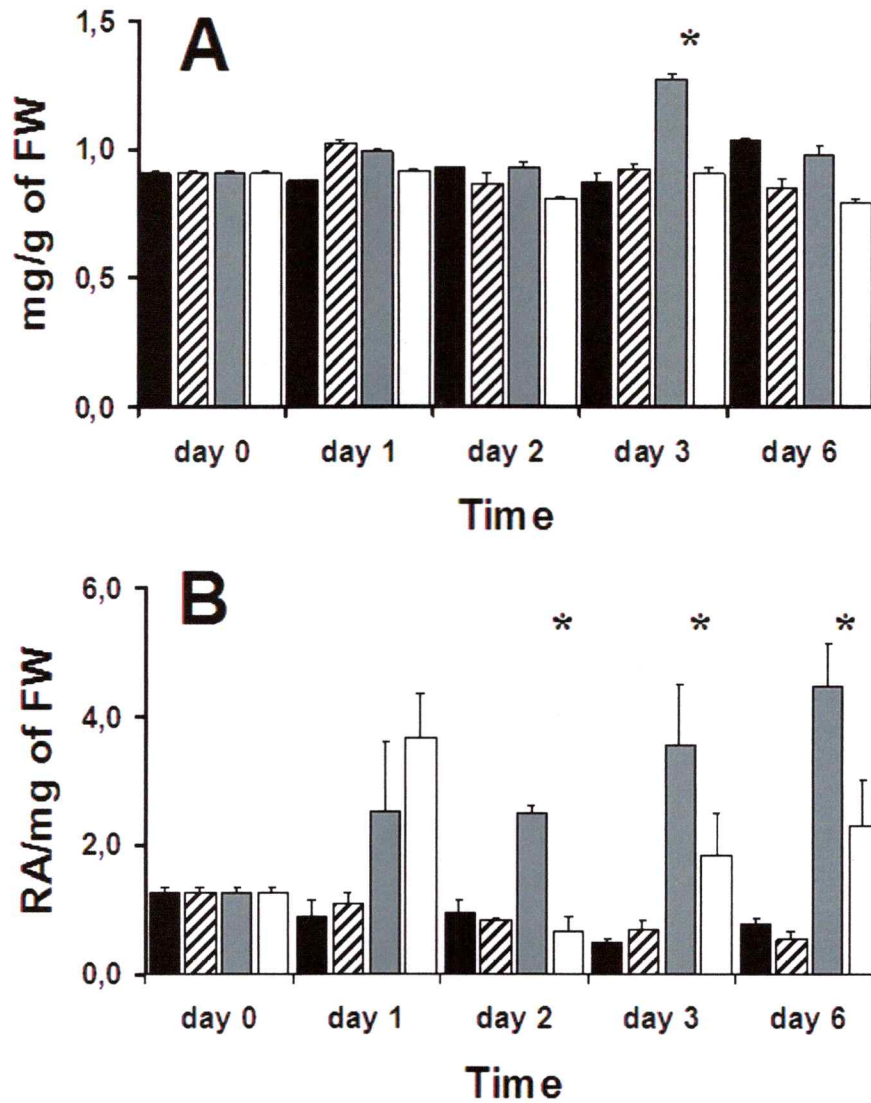 A
*
mg/g of FW
1,5
1,0
0,5
0,0
day 0 day 1 day 2 day 3 day 6
Time
B
* * *
RA/mg of FW
6,0
4,0
2,0
0,0
day 0 day 1 day 2 day 3 day 6
Time